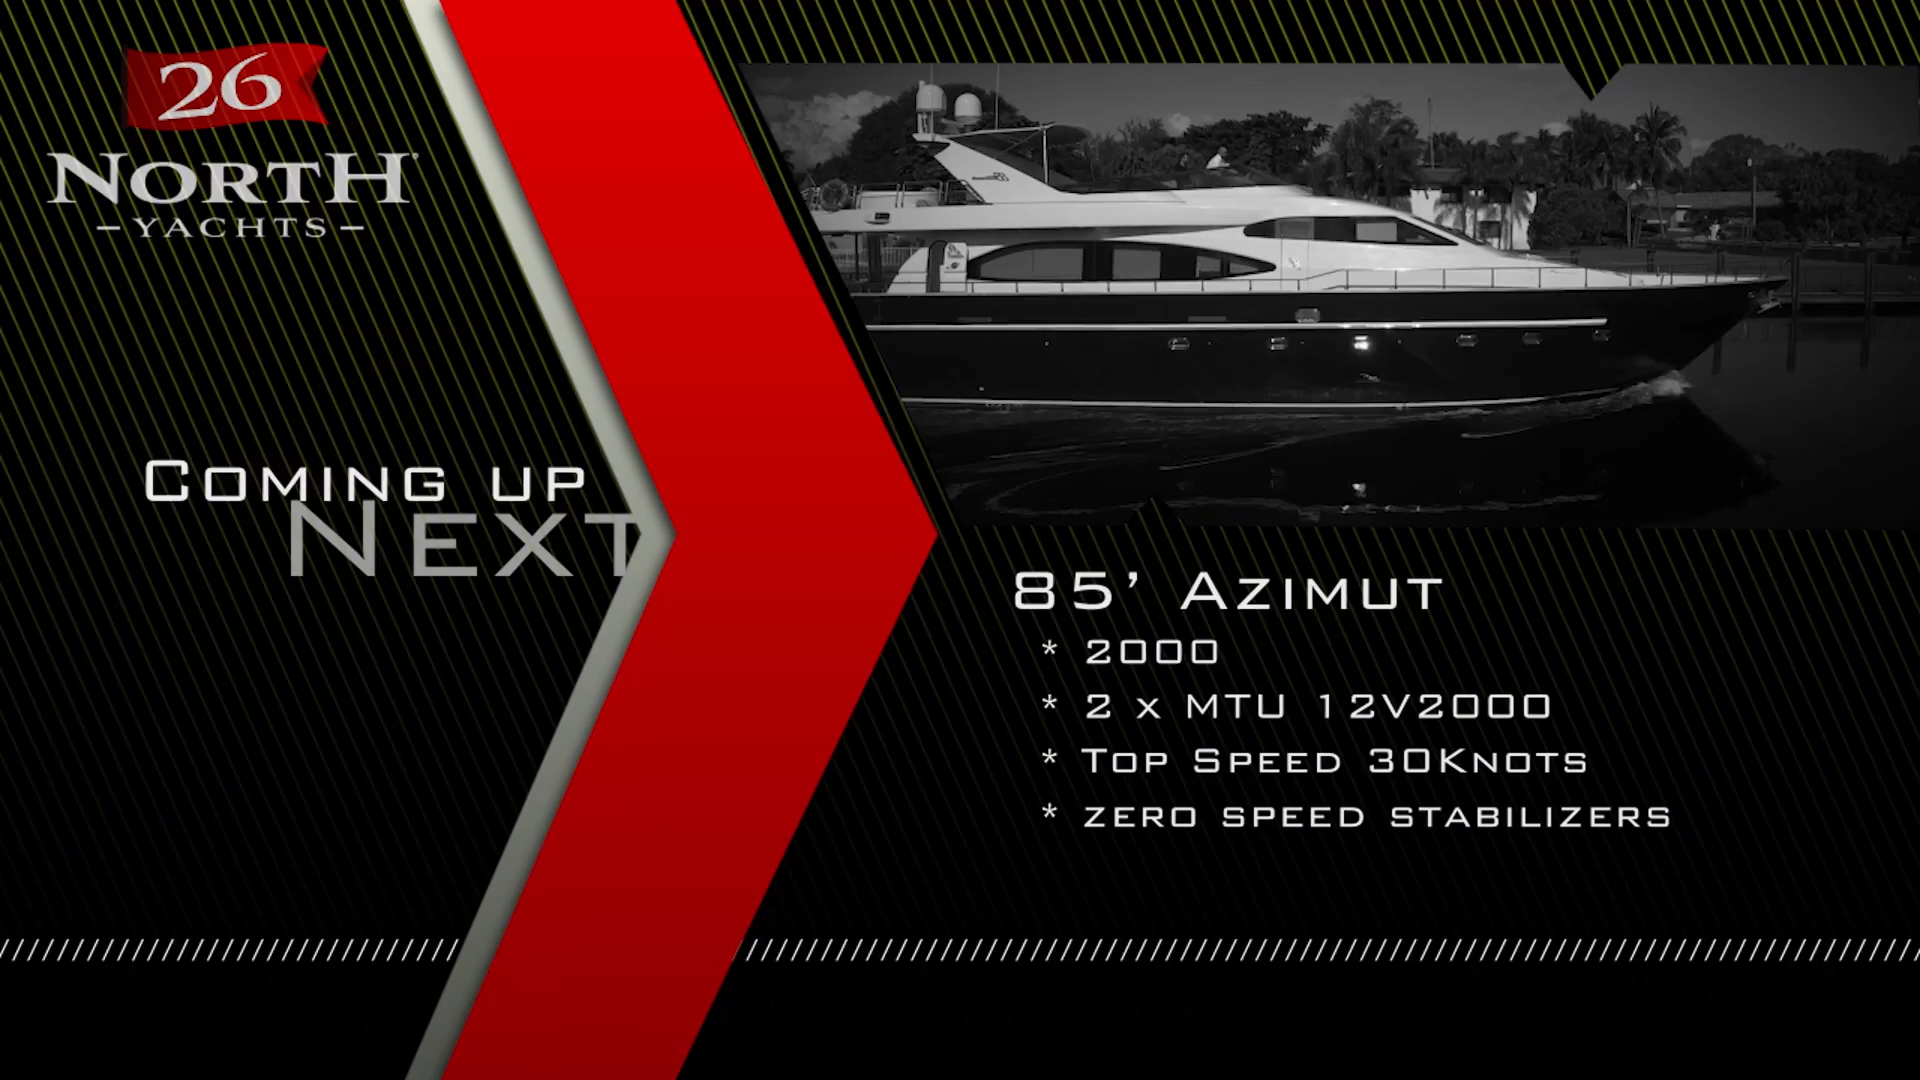 26
NORTH
-YACHTS-
COMING UP
NEXT
85' AZIMUT
* 2000
* 2 x MTU 12V2000
* TOP SPEED 30KNOTS
* ZERO SPEED STABILIZERS